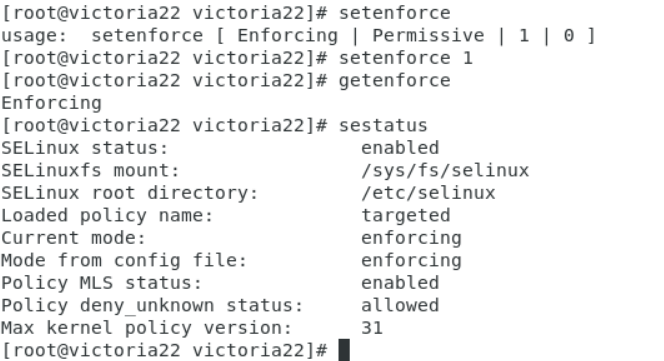 [root@victoria22 victoria22]# setenforce
usage:  setenforce [ Enforcing | Permissive | 1 | 0 ]
[root@victoria22 victoria22]# setenforce 1
[root@victoria22 victoria22]# getenforce
Enforcing
[root@victoria22 victoria22]# sestatus
SELinux status:                 enabled
SELinuxfs mount:                /sys/fs/selinux
SELinux root directory:         /etc/selinux
Loaded policy name:             targeted
Current mode:                   enforcing
Mode from config file:          enforcing
Policy MLS status:              enabled
Policy deny_unknown status:     allowed
Max kernel policy version:      31
[root@victoria22 victoria22]#